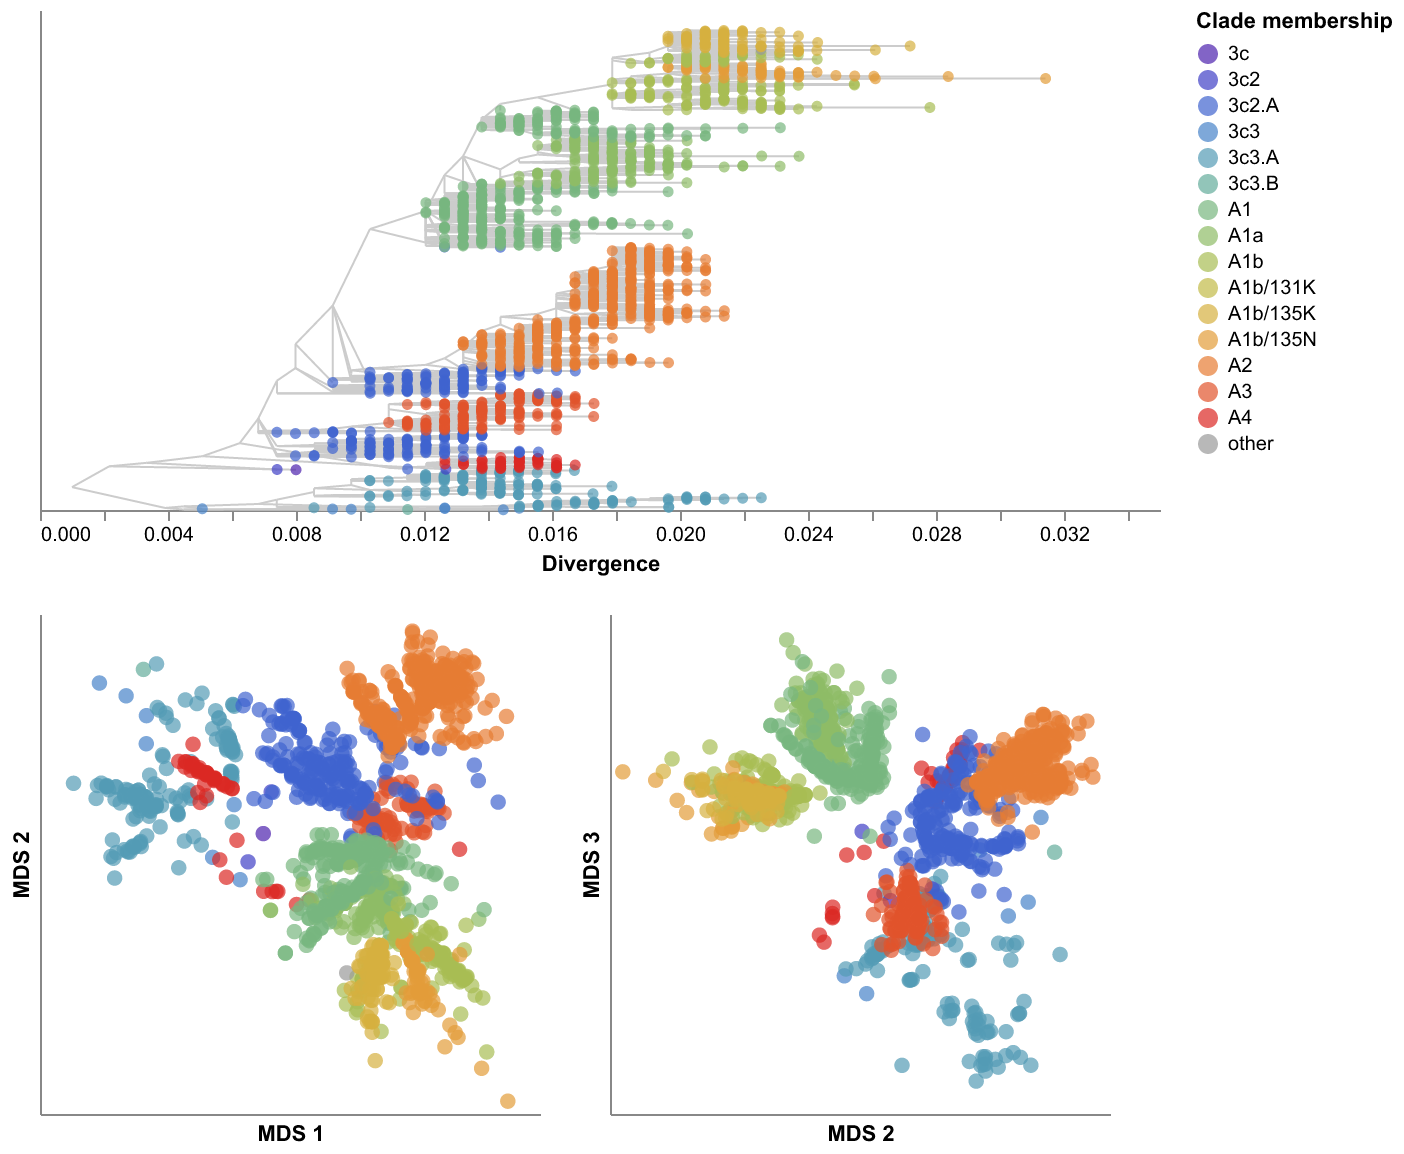 Clade membership
3c
3c2
3c2.A
3c3
3c3.A
3c3.B
A1
A1a
A1b
A1b/131K
A1b/135K
A1b/135N
A2
A3
A4
other
0.000 0.004 0.008 0.012 0.016 0.020 0.024 0.028 0.032
Divergence
MDS 2
MDS 1
MDS 3
MDS 2